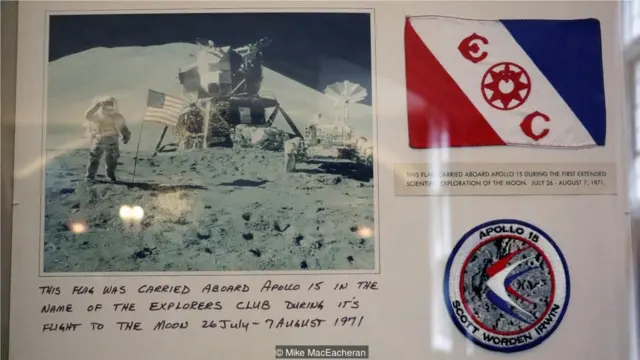 E
C
THIS FLAG CARRIED ABOARD APOLLO 15 DURING THE FIRST EXTENDED
SCIENTIFIC EXPLORATION OF THE MOON. JULY 26 - AUGUST 7, 1971.
APOLLO 15
SCOTT WORDEN IRWIN
THIS FLAG WAS CARRIED ABOARD APOLLO 15 IN THE
NAME OF THE EXPLORERS CLUB DURING IT'S
FLIGHT TO THE MOON 26 JULY - 7 AUGUST 1971
© Mike MacEacheran